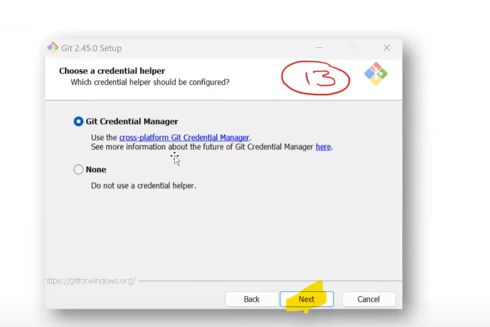 Git 2.45.0 Setup
Choose a credential helper
Which credential helper should be configured?
13
Git Credential Manager
Use the cross-platform Git Credential Manager.
See more information about the future of Git Credential Manager here.
None
Do not use a credential helper.
https://gitforwindows.org/
Back
Next
Cancel